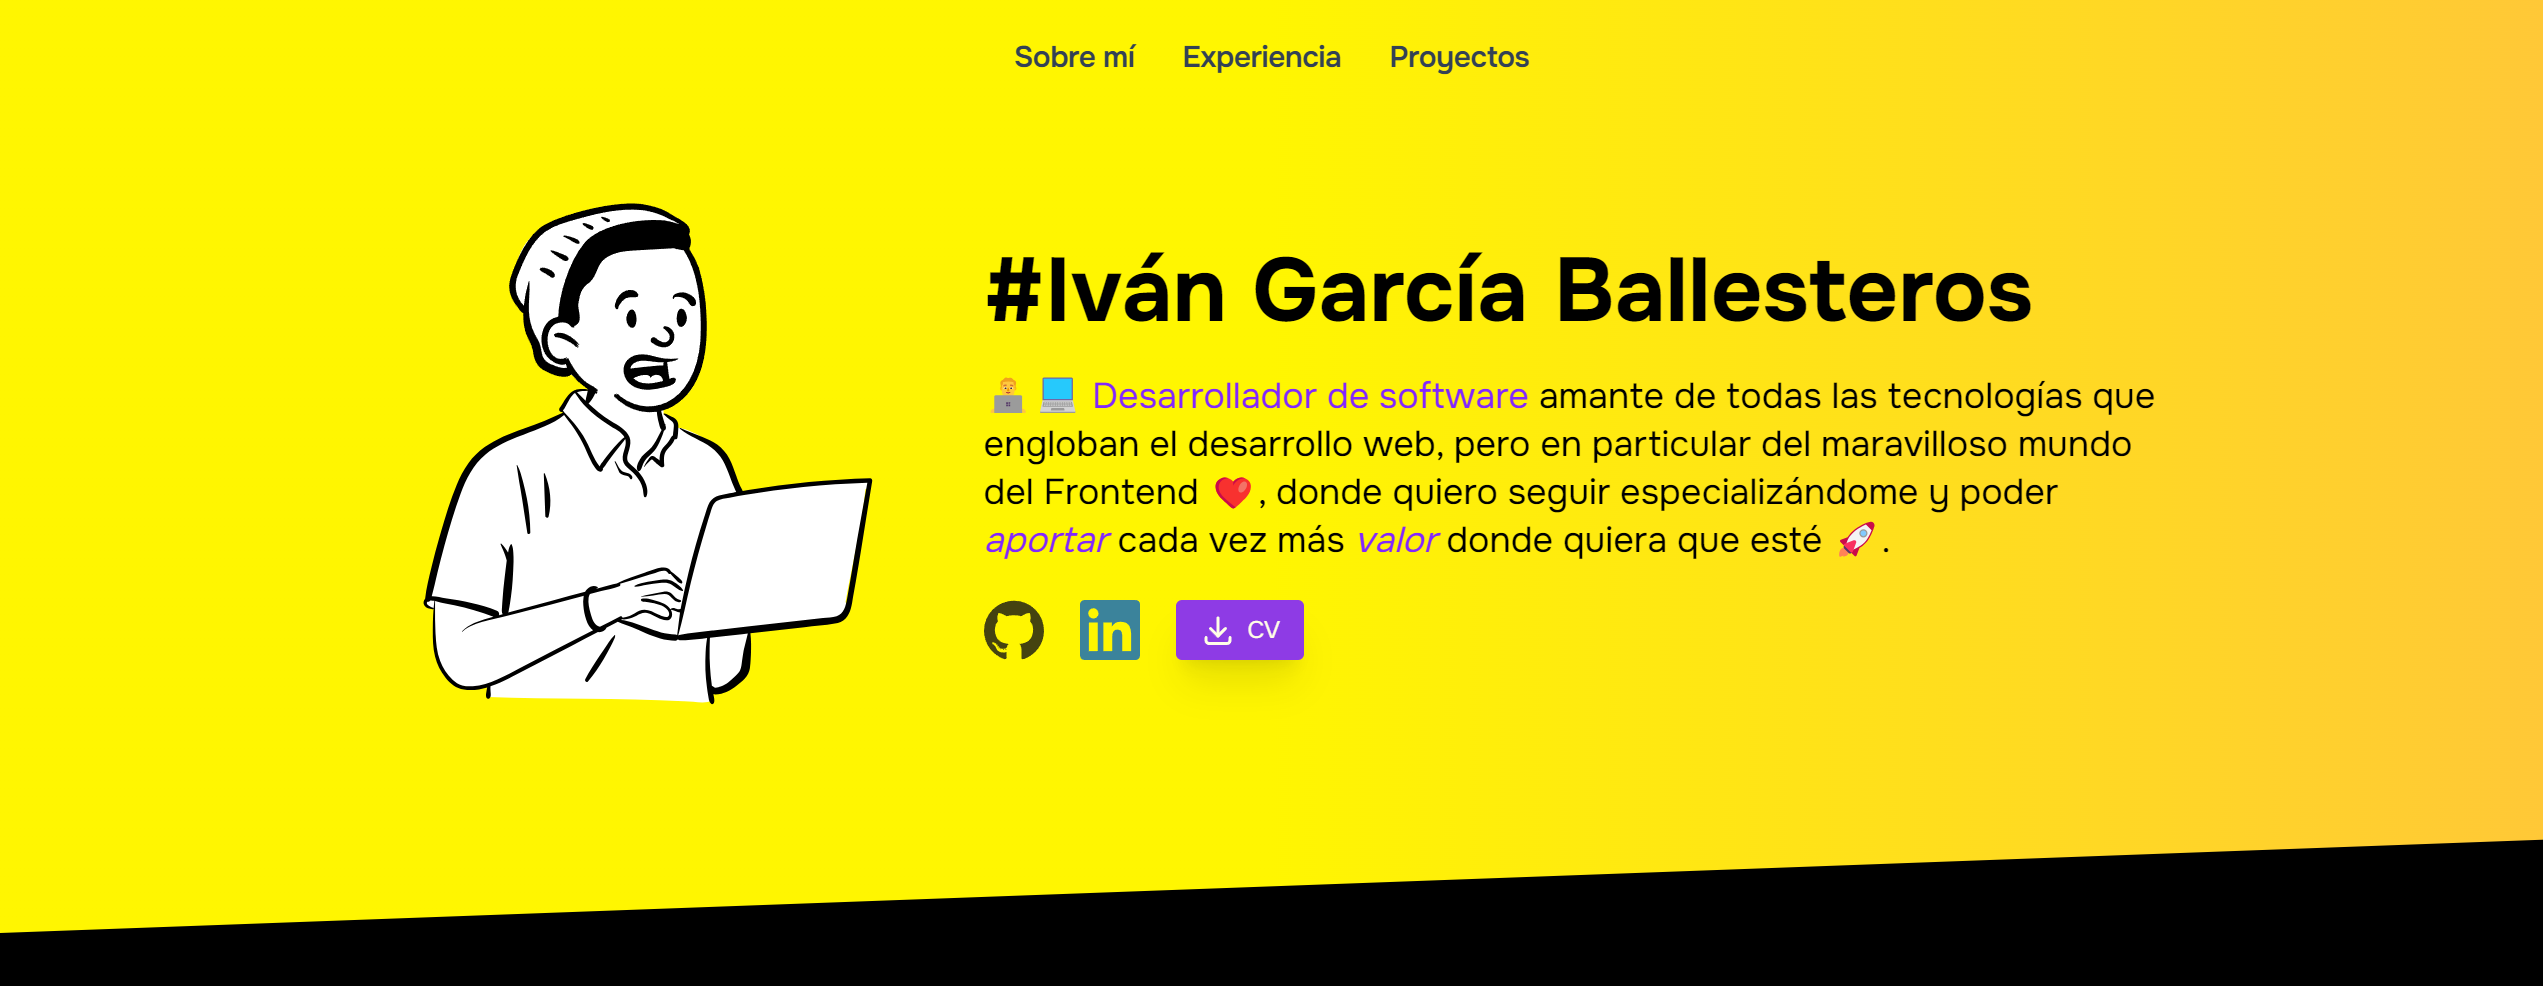 Sobre mí Experiencia Proyectos
#Iván García Ballesteros
👨‍💻 💻 Desarrollador de software amante de todas las tecnologías que
engloban el desarrollo web, pero en particular del maravilloso mundo
del Frontend ❤️, donde quiero seguir especializándome y poder
aportar cada vez más valor donde quiera que esté 🚀.
in CV